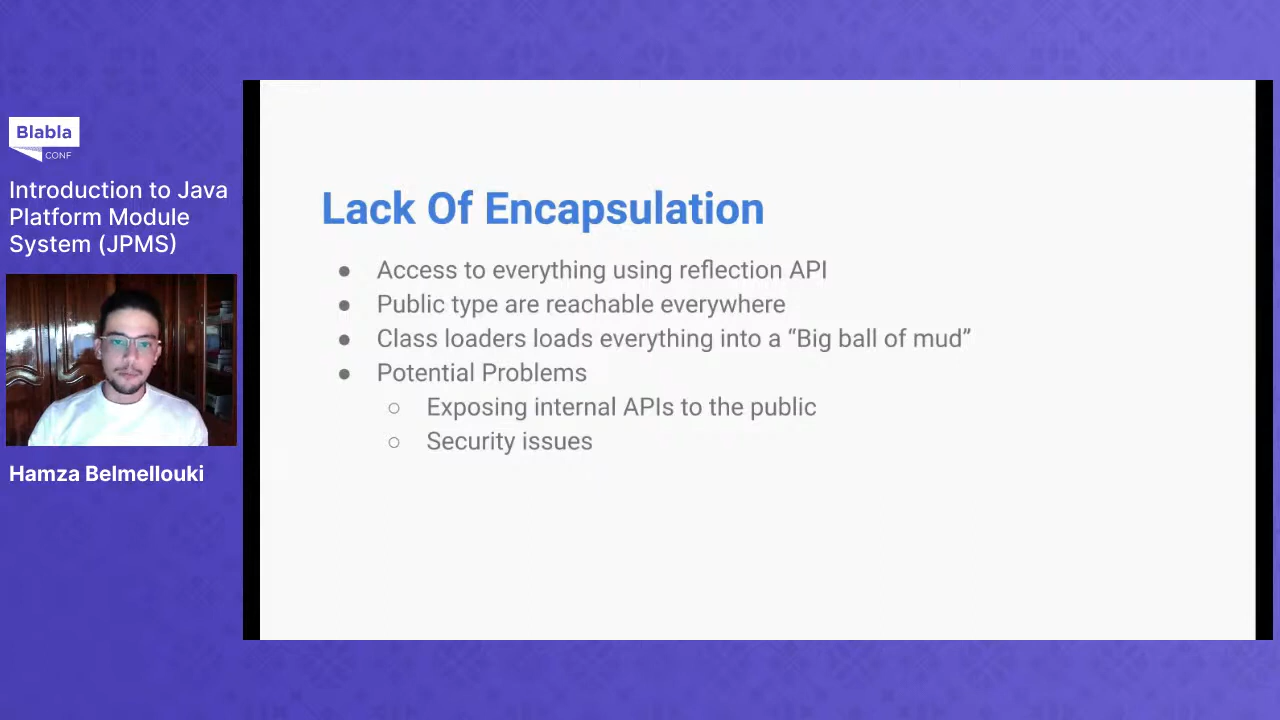 Blabla
CONF
Introduction to Java
Platform Module
System (JPMS)
Hamza Belmellouki
Lack Of Encapsulation
● Access to everything using reflection API
● Public type are reachable everywhere
● Class loaders loads everything into a “Big ball of mud”
● Potential Problems
○ Exposing internal APIs to the public
○ Security issues